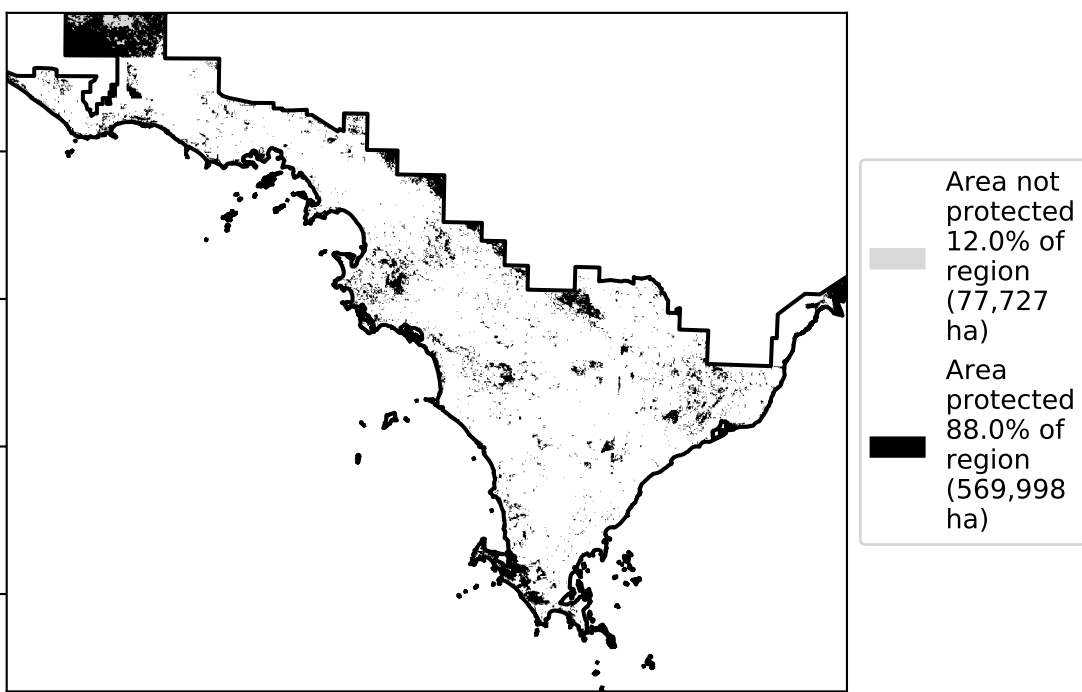 Area not
protected
12.0% of
region
(77,727
ha)
Area
protected
88.0% of
region
(569,998
ha)